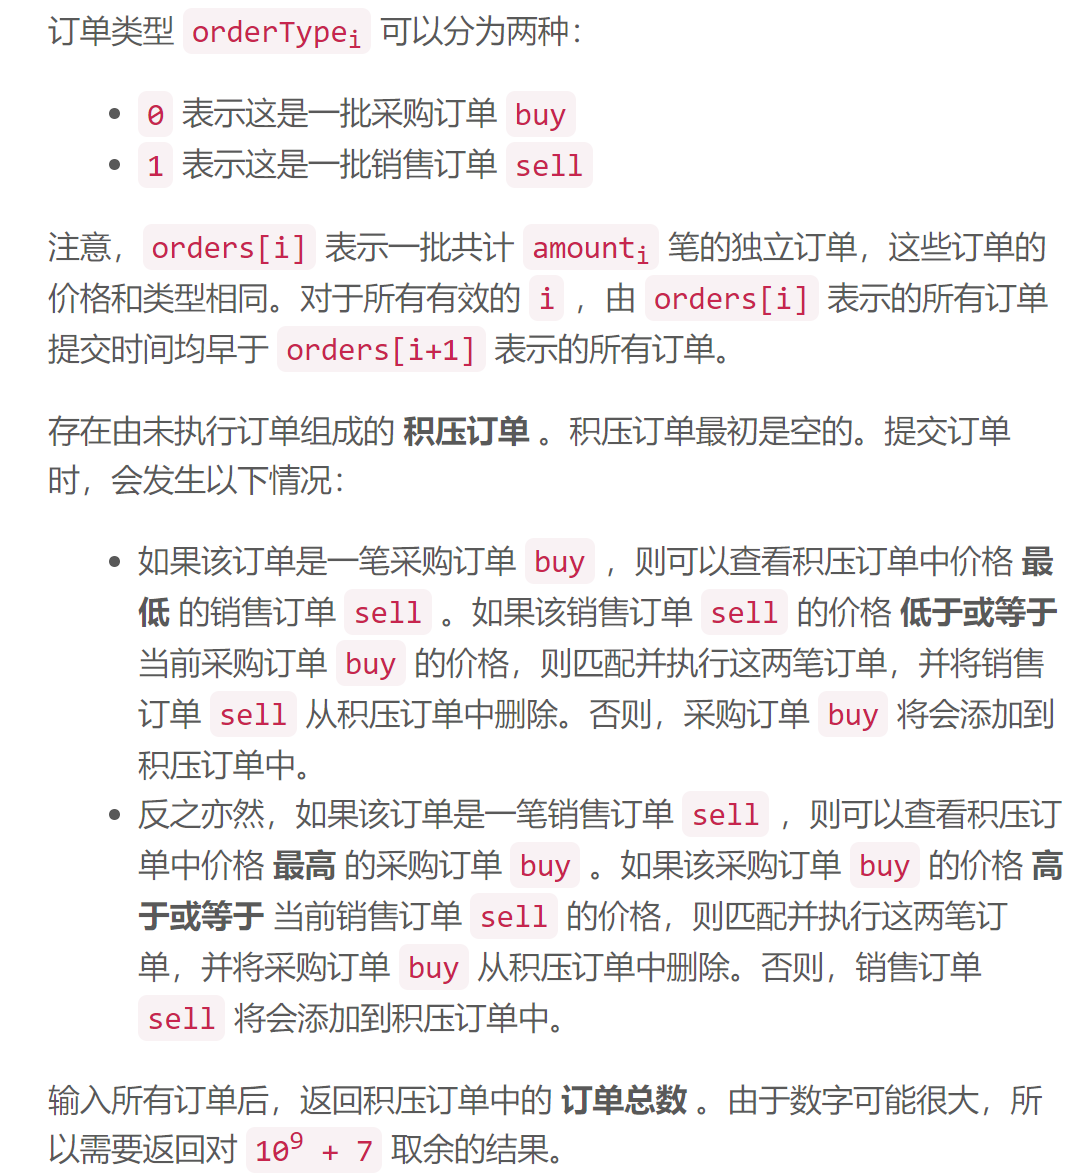 订单类型 orderTypeᵢ 可以分为两种：
• 0 表示这是一批采购订单 buy
• 1 表示这是一批销售订单 sell
注意，orders[i] 表示一批共计 amountᵢ 笔的独立订单，这些订单的
价格和类型相同。对于所有有效的 i ，由 orders[i] 表示的所有订单
提交时间均早于 orders[i+1] 表示的所有订单。
存在由未执行订单组成的 积压订单 。积压订单最初是空的。提交订单
时，会发生以下情况：
• 如果该订单是一笔采购订单 buy ，则可以查看积压订单中价格 最
低 的销售订单 sell 。如果该销售订单 sell 的价格 低于或等于
当前采购订单 buy 的价格，则匹配并执行这两笔订单，并将销售
订单 sell 从积压订单中删除。否则，采购订单 buy 将会添加到
积压订单中。
• 反之亦然，如果该订单是一笔销售订单 sell ，则可以查看积压订
单中价格 最高 的采购订单 buy 。如果该采购订单 buy 的价格 高
于或等于 当前销售订单 sell 的价格，则匹配并执行这两笔订
单，并将采购订单 buy 从积压订单中删除。否则，销售订单
sell 将会添加到积压订单中。
输入所有订单后，返回积压订单中的 订单总数 。由于数字可能很大，所
以需要返回对 10⁹ + 7 取余的结果。